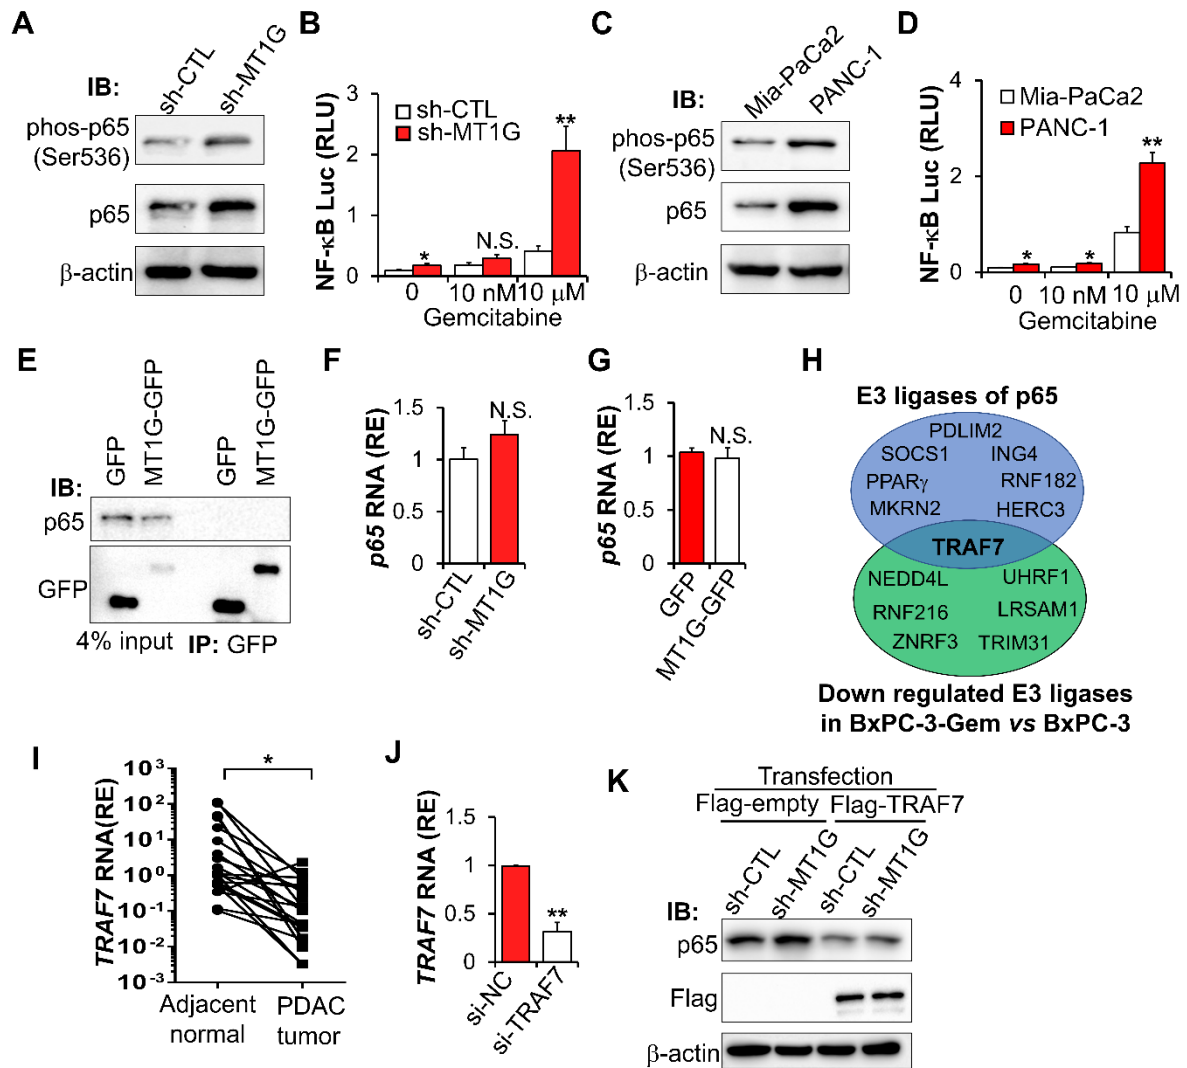 A
IB:
sh-CTL
sh-MT1G
phos-p65
(Ser536)
p65
β-actin
B
NF-κB Luc (RLU)
3
2
1
0
sh-CTL
sh-MT1G
*
N.S.
**
0
10 nM
10 μM
Gemcitabine
C
IB:
Mia-PaCa2
PANC-1
phos-p65
(Ser536)
p65
β-actin
D
NF-κB Luc (RLU)
4
2
0
Mia-PaCa2
PANC-1
*
*
**
0
10 nM
10 μM
Gemcitabine
E
GFP
MT1G-GFP
GFP
MT1G-GFP
IB:
p65
GFP
4% input
IP: GFP
F
p65 RNA (RE)
1.5
1
0.5
0
N.S.
sh-CTL
sh-MT1G
G
p65 RNA (RE)
1.5
1
0.5
0
N.S.
GFP
MT1G-GFP
H
E3 ligases of p65
PDLIM2
SOCS1
ING4
PPARγ
RNF182
MKRN2
HERC3
TRAF7
NEDD4L
UHRF1
RNF216
LRSAM1
ZNRF3
TRIM31
Down regulated E3 ligases
in BxPC-3-Gem vs BxPC-3
I
TRAF7 RNA(RE)
10³
10²
10¹
10⁰
10⁻¹
10⁻²
10⁻³
*
Adjacent
normal
PDAC
tumor
J
TRAF7 RNA (RE)
1.5
1
0.5
0
**
si-NC
si-TRAF7
K
Transfection
Flag-empty
Flag-TRAF7
sh-CTL
sh-MT1G
sh-CTL
sh-MT1G
IB:
p65
Flag
β-actin